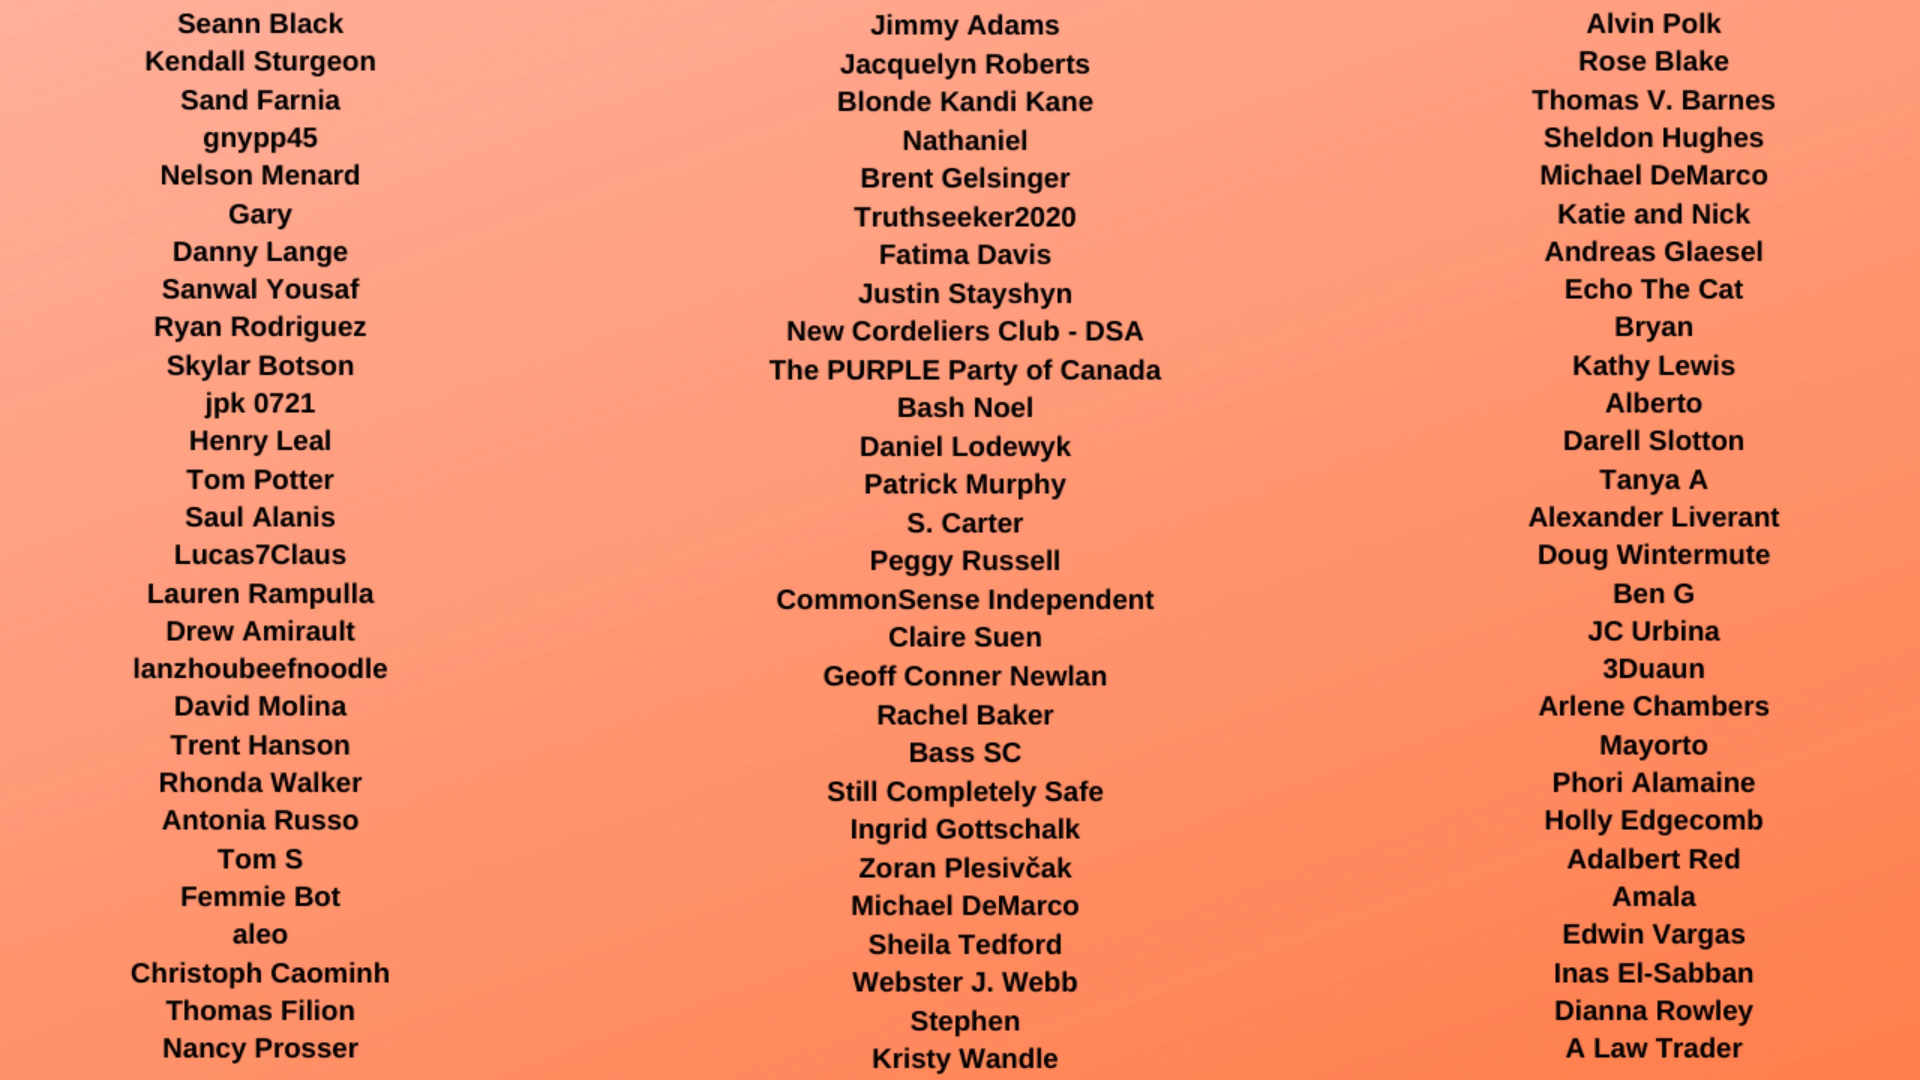 Seann Black
Kendall Sturgeon
Sand Farnia
gnypp45
Nelson Menard
Gary
Danny Lange
Sanwal Yousaf
Ryan Rodriguez
Skylar Botson
jpk 0721
Henry Leal
Tom Potter
Saul Alanis
Lucas7Claus
Lauren Rampulla
Drew Amirault
lanzhoubeefnoodle
David Molina
Trent Hanson
Rhonda Walker
Antonia Russo
Tom S
Femmie Bot
aleo
Christoph Caominh
Thomas Filion
Nancy Prosser
Jimmy Adams
Jacquelyn Roberts
Blonde Kandi Kane
Nathaniel
Brent Gelsinger
Truthseeker2020
Fatima Davis
Justin Stayshyn
New Cordeliers Club - DSA
The PURPLE Party of Canada
Bash Noel
Daniel Lodewyk
Patrick Murphy
S. Carter
Peggy Russell
CommonSense Independent
Claire Suen
Geoff Conner Newlan
Rachel Baker
Bass SC
Still Completely Safe
Ingrid Gottschalk
Zoran Plesivčak
Michael DeMarco
Sheila Tedford
Webster J. Webb
Stephen
Kristy Wandle
Alvin Polk
Rose Blake
Thomas V. Barnes
Sheldon Hughes
Michael DeMarco
Katie and Nick
Andreas Glaesel
Echo The Cat
Bryan
Kathy Lewis
Alberto
Darell Slotton
Tanya A
Alexander Liverant
Doug Wintermute
Ben G
JC Urbina
3Duaun
Arlene Chambers
Mayorto
Phori Alamaine
Holly Edgecomb
Adalbert Red
Amala
Edwin Vargas
Inas El-Sabban
Dianna Rowley
A Law Trader